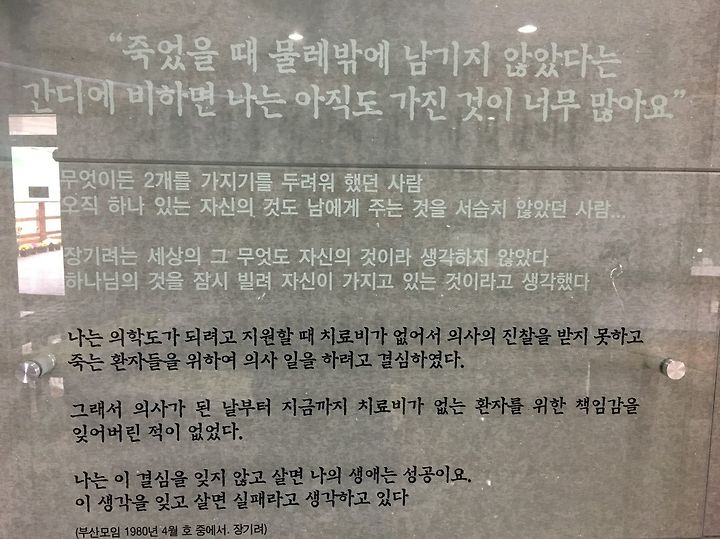 “죽었을 때 물레밖에 남기지 않았다는
간디에 비하면 나는 아직도 가진 것이 너무 많아요”
무엇이든 2개를 가지기를 두려워 했던 사람
오직 하나 있는 자신의 것도 남에게 주는 것을 서슴치 않았던 사람...
장기려는 세상의 그 무엇도 자신의 것이라 생각하지 않았다
하나님의 것을 잠시 빌려 자신이 가지고 있는 것이라고 생각했다
나는 의학도가 되려고 지원할 때 치료비가 없어서 의사의 진찰을 받지 못하고
죽는 환자들을 위하여 의사 일을 하려고 결심하였다.
그래서 의사가 된 날부터 지금까지 치료비가 없는 환자를 위한 책임감을
잊어버린 적이 없었다.
나는 이 결심을 잊지 않고 살면 나의 생애는 성공이요.
이 생각을 잊고 살면 실패라고 생각하고 있다
(부산모임 1980년 4월 호 중에서. 장기려)